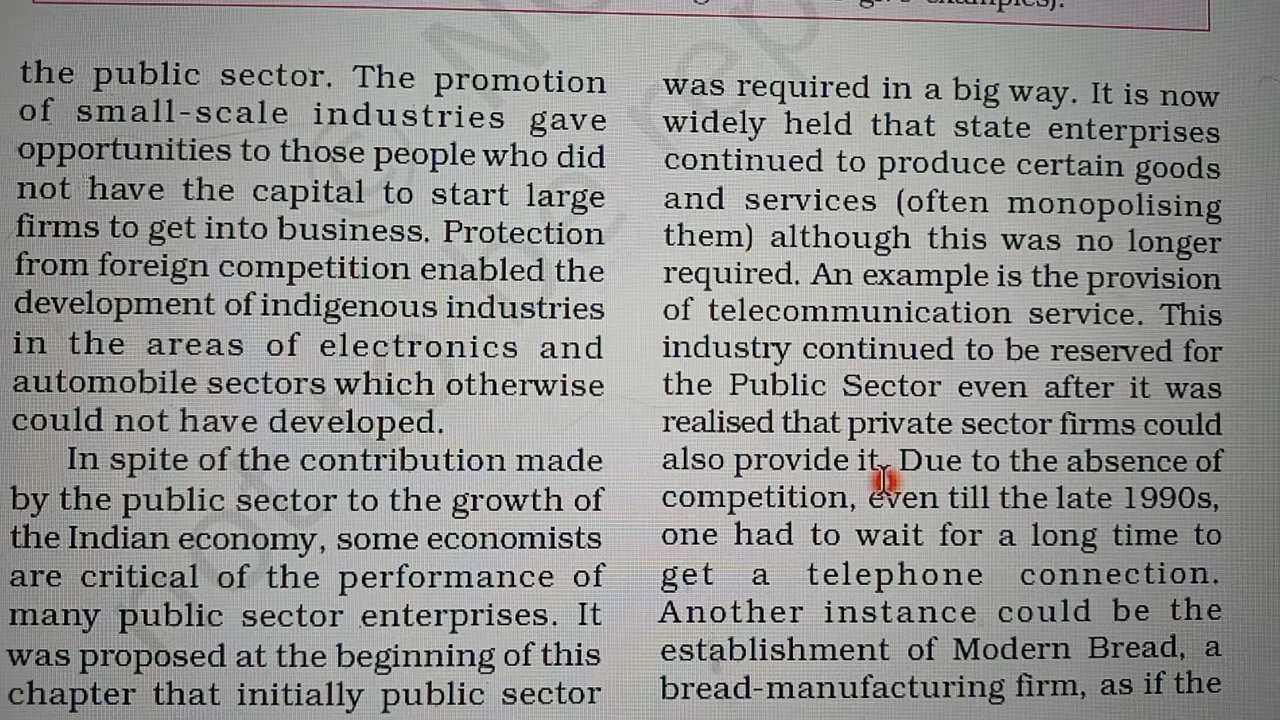 examples).
the public sector. The promotion
of small-scale industries gave
opportunities to those people who did
not have the capital to start large
firms to get into business. Protection
from foreign competition enabled the
development of indigenous industries
in the areas of electronics and
automobile sectors which otherwise
could not have developed.
In spite of the contribution made
by the public sector to the growth of
the Indian economy, some economists
are critical of the performance of
many public sector enterprises. It
was proposed at the beginning of this
chapter that initially public sector
was required in a big way. It is now
widely held that state enterprises
continued to produce certain goods
and services (often monopolising
them) although this was no longer
required. An example is the provision
of telecommunication service. This
industry continued to be reserved for
the Public Sector even after it was
realised that private sector firms could
also provide it. Due to the absence of
competition, even till the late 1990s,
one had to wait for a long time to
get a telephone connection.
Another instance could be the
establishment of Modern Bread, a
bread-manufacturing firm, as if the